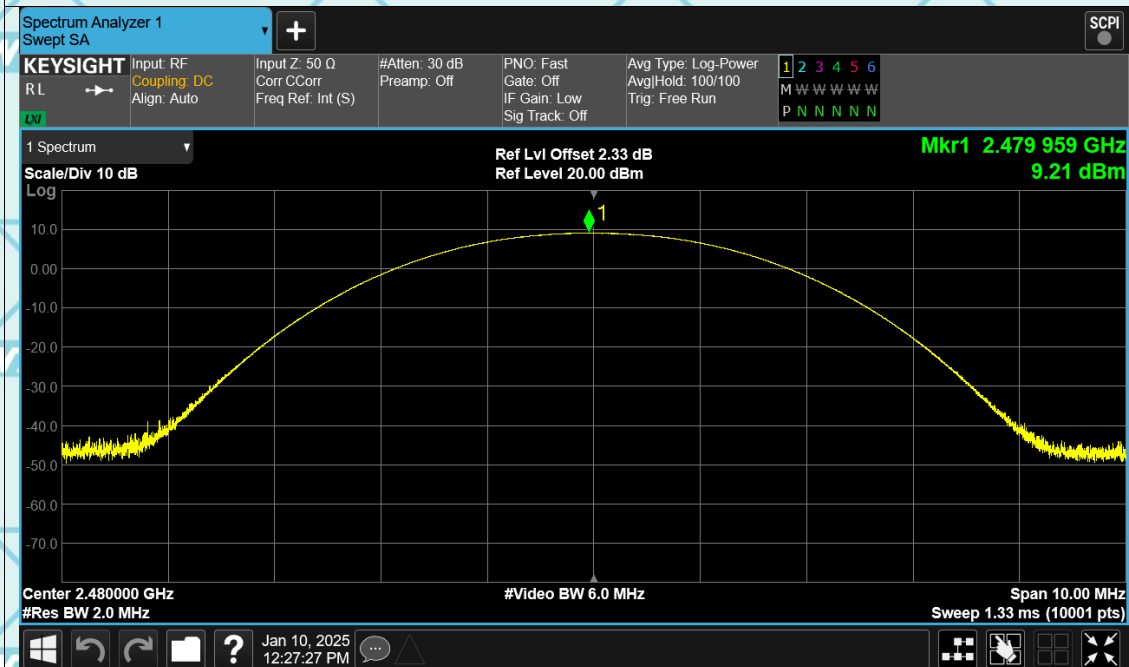 Spectrum Analyzer 1
Swept SA
+
SCPI
KEYSIGHT
RL
LXI
Input: RF
Coupling: DC
Align: Auto
Input Z: 50 Ω
Corr CCorr
Freq Ref: Int (S)
#Atten: 30 dB
Preamp: Off
PNO: Fast
Gate: Off
IF Gain: Low
Sig Track: Off
Avg Type: Log-Power
Avg|Hold: 100/100
Trig: Free Run
1 2 3 4 5 6
M W W W W W
P N N N N N
1 Spectrum
Scale/Div 10 dB
Log
Ref Lvl Offset 2.33 dB
Ref Level 20.00 dBm
Mkr1 2.479 959 GHz
9.21 dBm
1
10.0
0.00
-10.0
-20.0
-30.0
-40.0
-50.0
-60.0
-70.0
Center 2.480000 GHz
#Video BW 6.0 MHz
Span 10.00 MHz
#Res BW 2.0 MHz
Sweep 1.33 ms (10001 pts)
?
Jan 10, 2025
12:27:27 PM